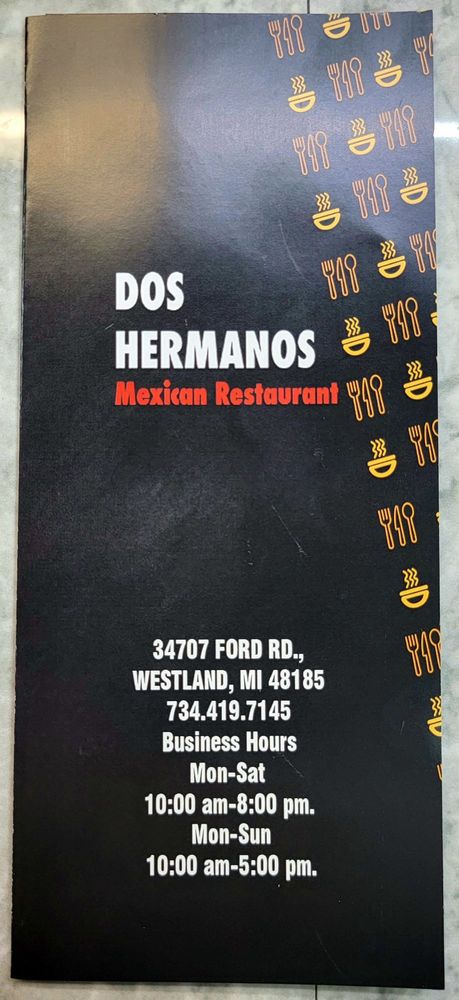 DOS
HERMANOS
Mexican Restaurant
34707 FORD RD.,
WESTLAND, MI 48185
734.419.7145
Business Hours
Mon-Sat
10:00 am-8:00 pm.
Mon-Sun
10:00 am-5:00 pm.